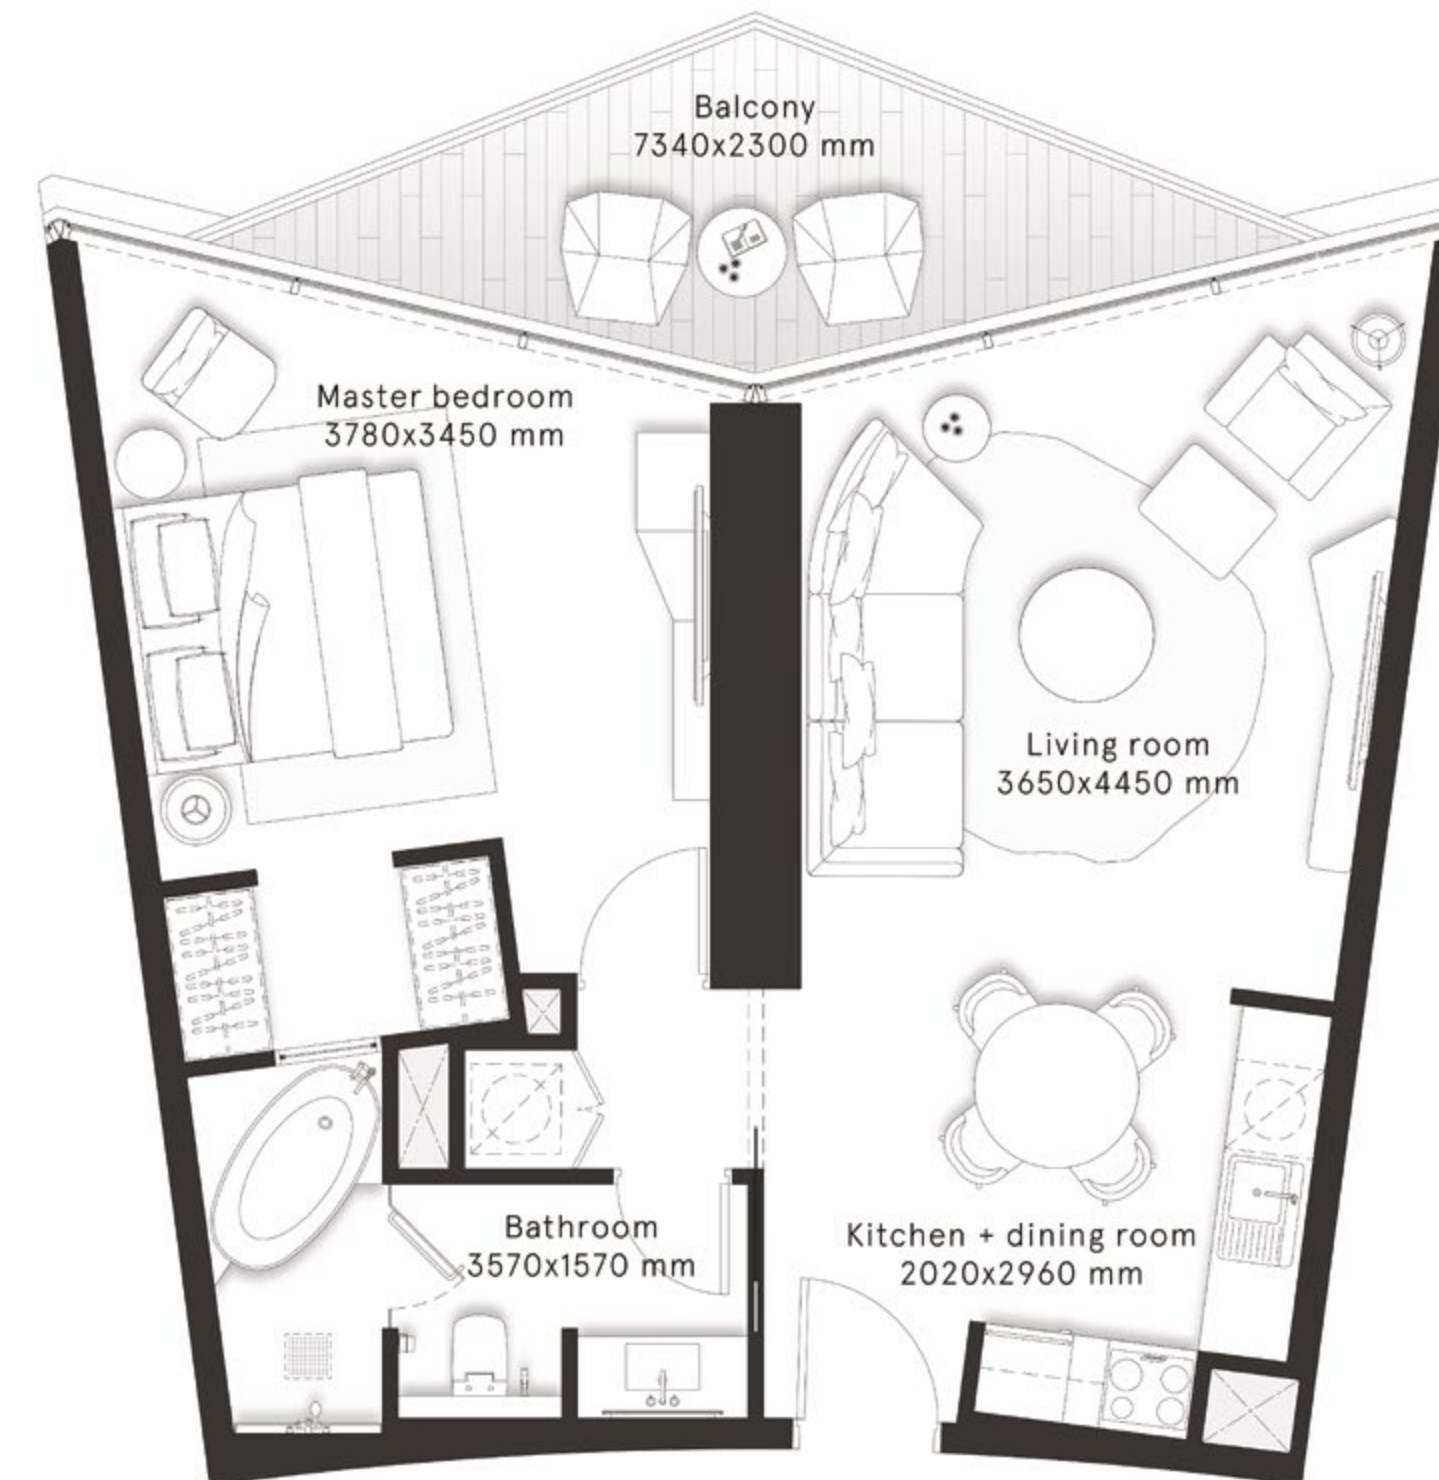 Balcony
7340x2300 mm
Master bedroom
3780x3450 mm
Living room
3650x4450 mm
Bathroom
3570x1570 mm
Kitchen + dining room
2020x2960 mm